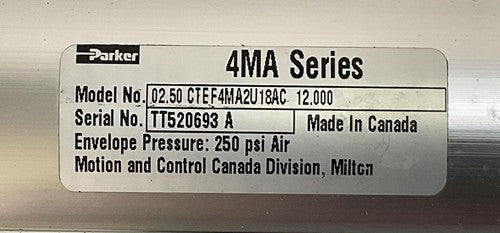 Parker
4MA Series
Model No. 02.50 CTEF4MA2U18AC 12.000
Serial No. TT520693 A Made In Canada
Envelope Pressure: 250 psi Air
Motion and Control Canada Division, Milton